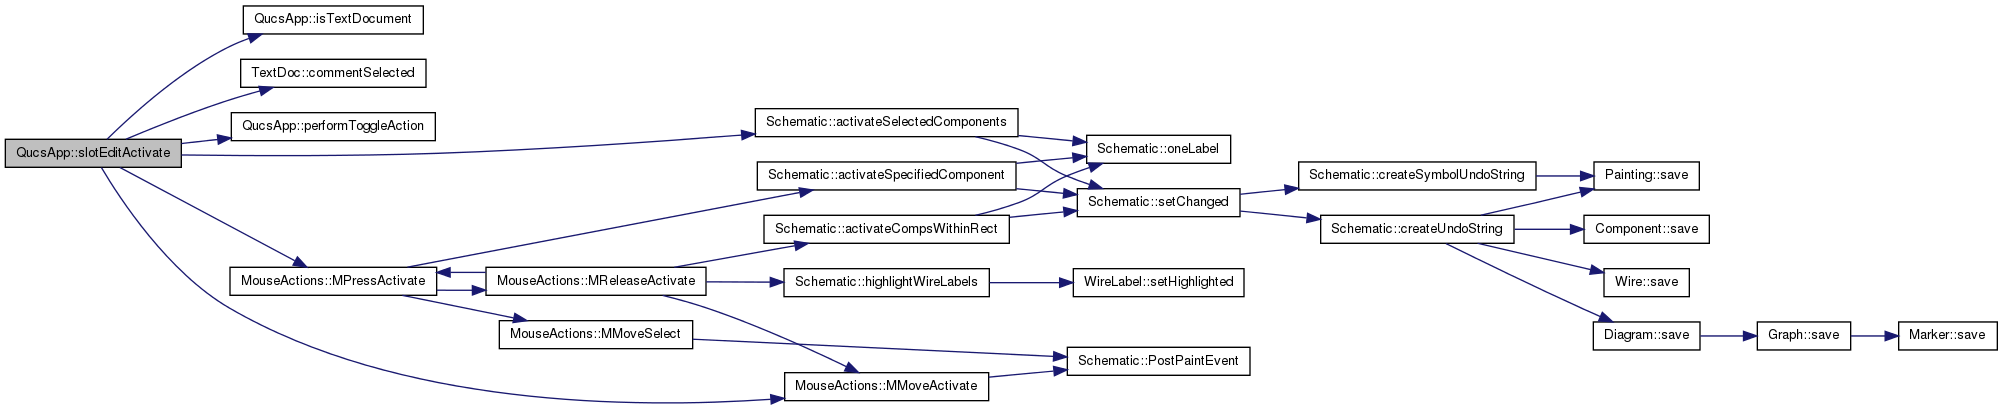 QucsApp::isTextDocument
TextDoc::commentSelected
QucsApp::performToggleAction
QucsApp::slotEditActivate
Schematic::activateSelectedComponents
Schematic::oneLabel
Schematic::activateSpecifiedComponent
Schematic::createSymbolUndoString
Painting::save
Schematic::setChanged
Schematic::activateCompsWithinRect
Schematic::createUndoString
Component::save
MouseActions::MPressActivate
MouseActions::MReleaseActivate
Schematic::highlightWireLabels
WireLabel::setHighlighted
Wire::save
MouseActions::MMoveSelect
Diagram::save
Graph::save
Marker::save
Schematic::PostPaintEvent
MouseActions::MMoveActivate